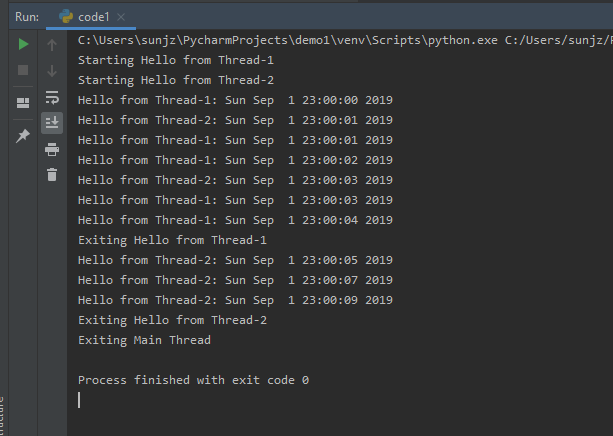 Run: code1
C:\Users\sunjz\PycharmProjects\demo1\venv\Scripts\python.exe C:/Users/sunjz/
Starting Hello from Thread-1
Starting Hello from Thread-2
Hello from Thread-1: Sun Sep  1 23:00:00 2019
Hello from Thread-2: Sun Sep  1 23:00:01 2019
Hello from Thread-1: Sun Sep  1 23:00:01 2019
Hello from Thread-1: Sun Sep  1 23:00:02 2019
Hello from Thread-2: Sun Sep  1 23:00:03 2019
Hello from Thread-1: Sun Sep  1 23:00:03 2019
Hello from Thread-1: Sun Sep  1 23:00:04 2019
Exiting Hello from Thread-1
Hello from Thread-2: Sun Sep  1 23:00:05 2019
Hello from Thread-2: Sun Sep  1 23:00:07 2019
Hello from Thread-2: Sun Sep  1 23:00:09 2019
Exiting Hello from Thread-2
Exiting Main Thread
Process finished with exit code 0